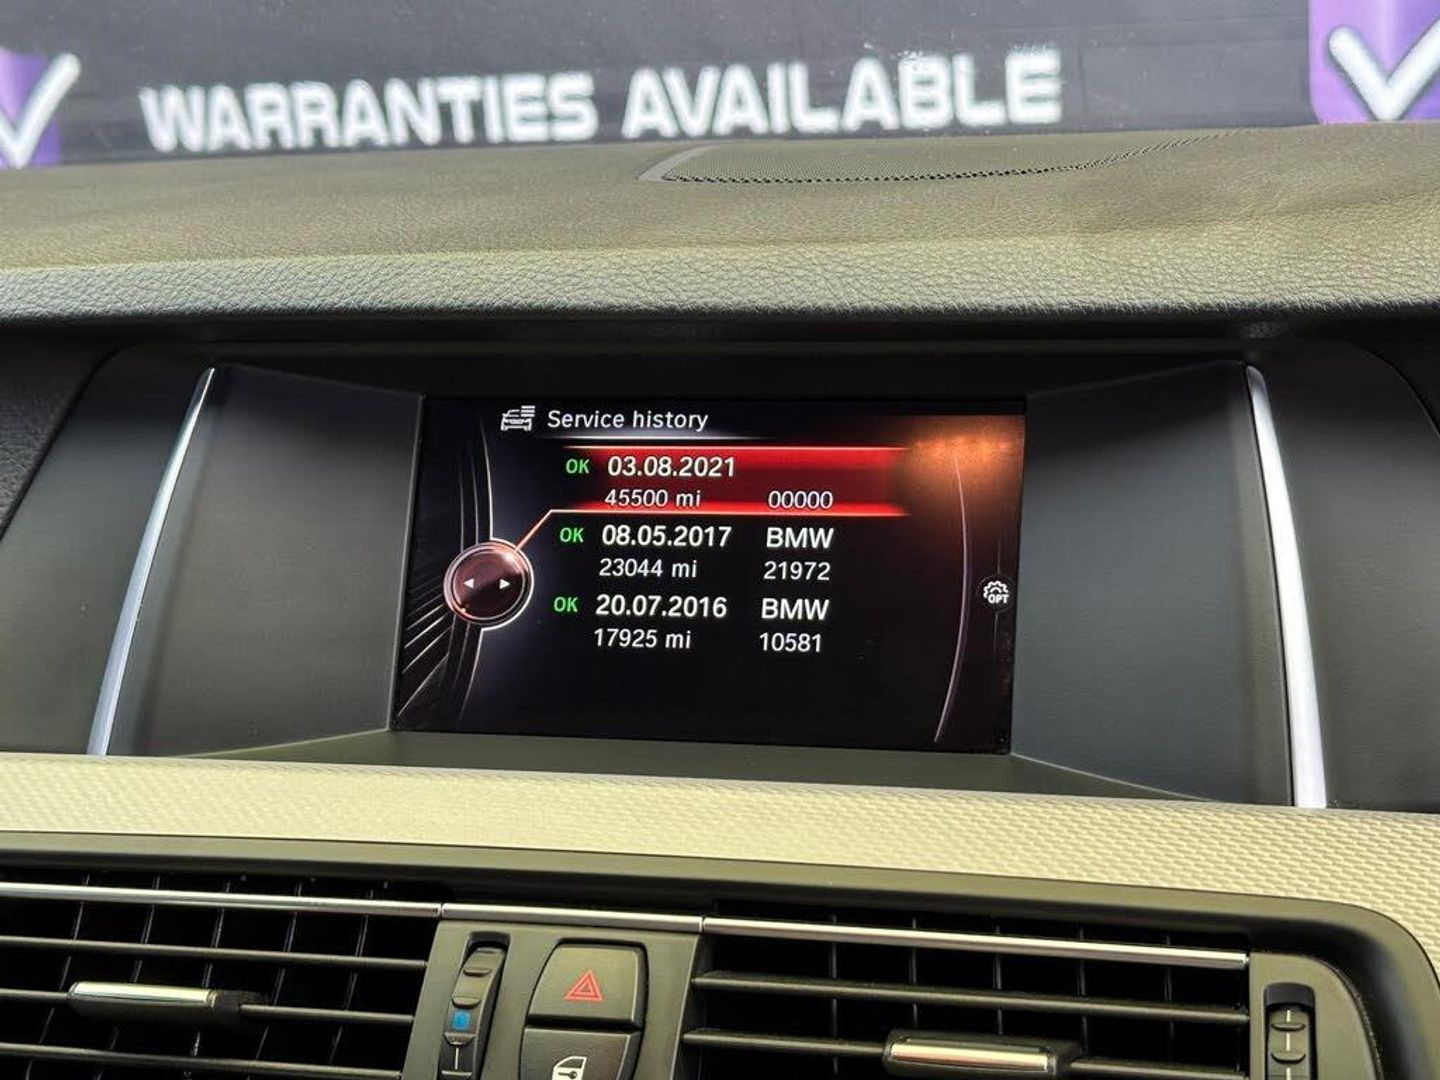 WARRANTIES AVAILABLE
Service history
OK 03.08.2021
45500 mi 00000
OK 08.05.2017 BMW
23044 mi 21972
OK 20.07.2016 BMW
17925 mi 10581
OPT